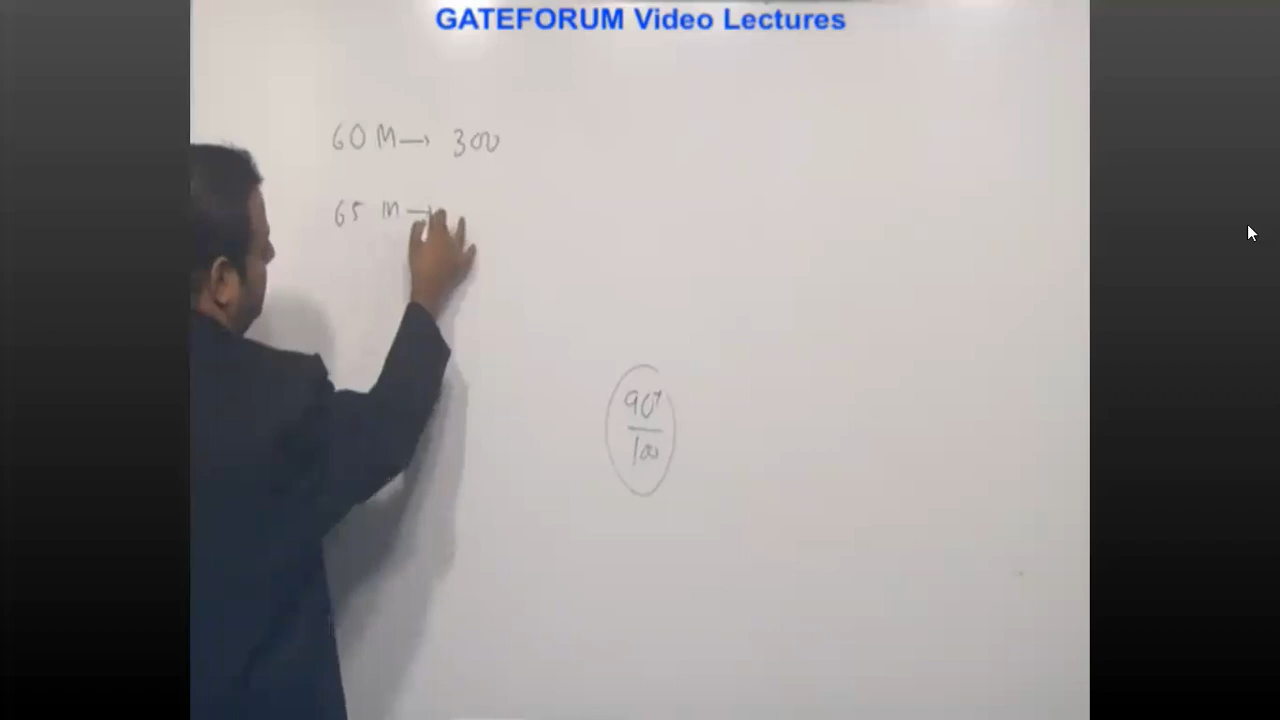 GATEFORUM Video Lectures
60 M → 300
65 M →
90
100